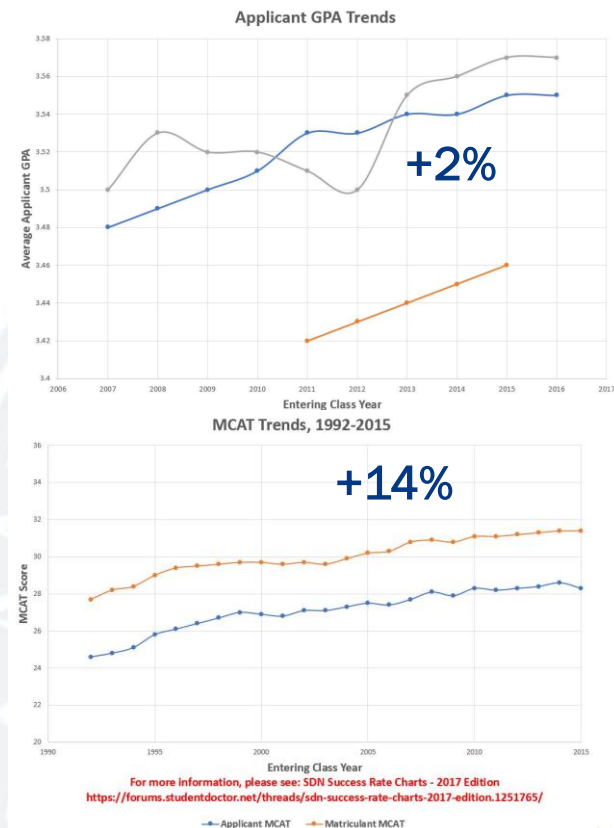 Applicant GPA Trends
3.58
3.56
3.54
3.52
3.5
3.48
3.46
3.44
3.42
3.4
Average Applicant GPA
+2%
2006 2007 2008 2009 2010 2011 2012 2013 2014 2015 2016 2017
Entering Class Year
MCAT Trends, 1992-2015
36
34
32
30
28
26
24
22
20
MCAT Score
+14%
1990 1995 2000 2005 2010 2015
Entering Class Year
For more information, please see: SDN Success Rate Charts - 2017 Edition
https://forums.studentdoctor.net/threads/sdn-success-rate-charts-2017-edition.1251765/
Applicant MCAT Matriculant MCAT